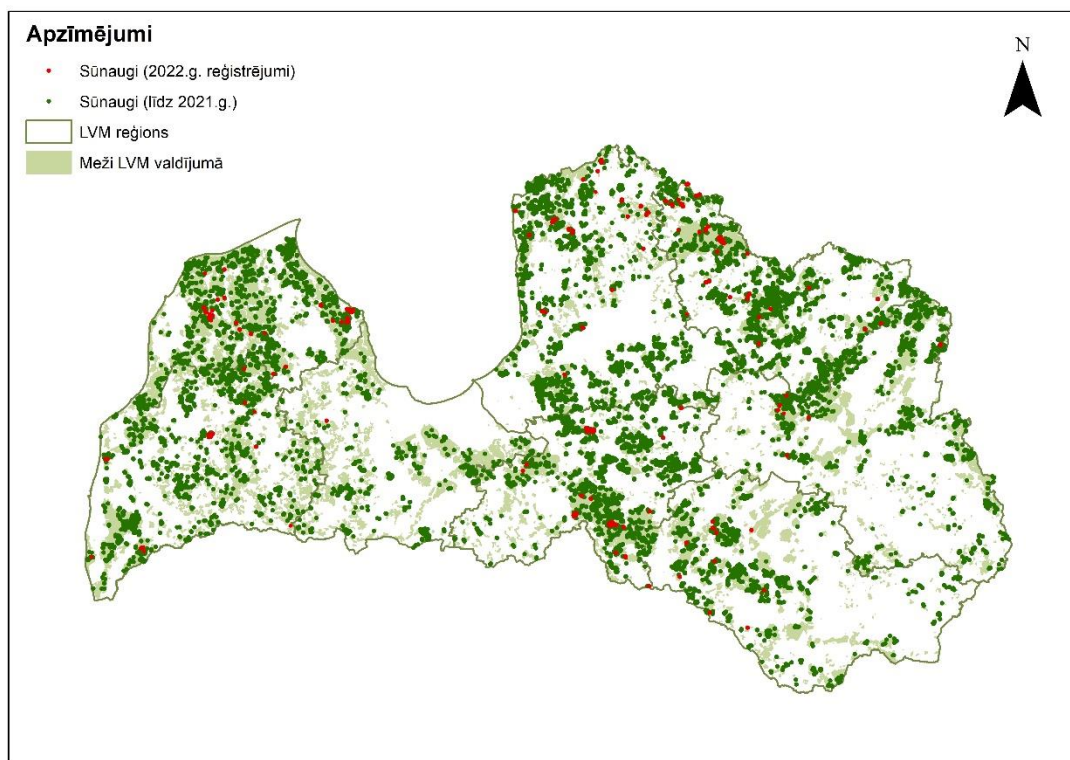 Apzīmējumi
Sūnaugi (2022.g. reģistrējumi)
Sūnaugi (līdz 2021.g.)
LVM reģions
Meži LVM valdījumā
N